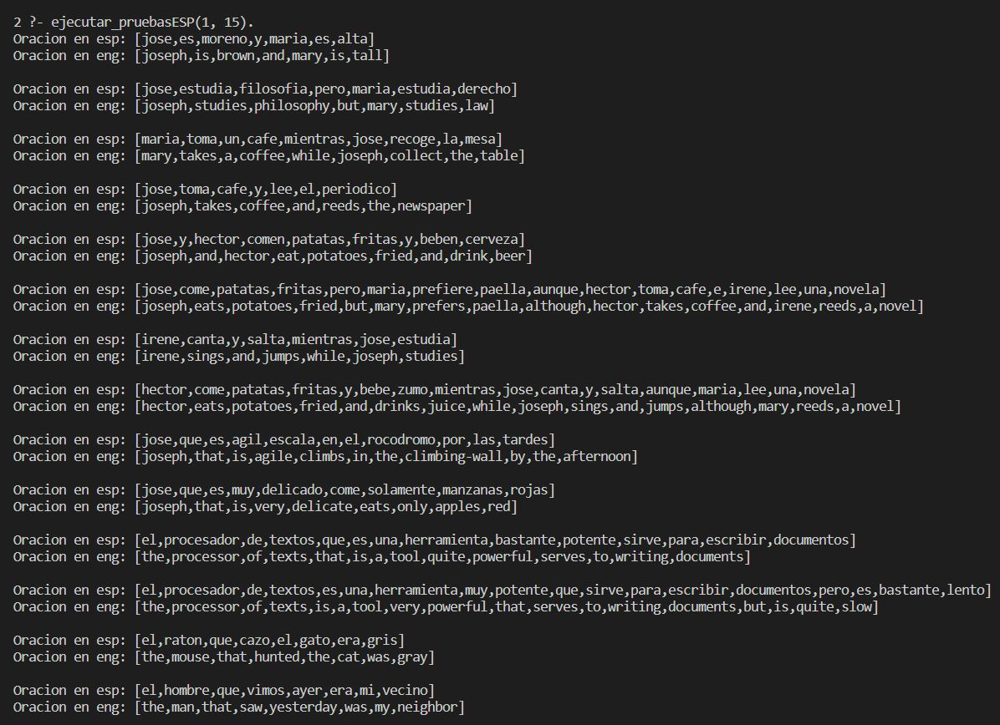 2 ?- ejecutar_pruebasESP(1, 15).
Oracion en esp: [jose,es,moreno,y,maria,es,alta]
Oracion en eng: [joseph,is,brown,and,mary,is,tall]
Oracion en esp: [jose,estudia,filosofia,pero,maria,estudia,derecho]
Oracion en eng: [joseph,studies,philosophy,but,mary,studies,law]
Oracion en esp: [maria,toma,un,cafe,mientras,jose,recoge,la,mesa]
Oracion en eng: [mary,takes,a,coffee,while,joseph,collect,the,table]
Oracion en esp: [jose,toma,cafe,y,lee,el,periodico]
Oracion en eng: [joseph,takes,coffee,and,reeds,the,newspaper]
Oracion en esp: [jose,y,hector,comen,patatas,fritas,y,beben,cerveza]
Oracion en eng: [joseph,and,hector,eat,potatoes,fried,and,drink,beer]
Oracion en esp: [jose,come,patatas,fritas,pero,maria,prefiere,paella,aunque,hector,toma,cafe,e,irene,lee,una,novela]
Oracion en eng: [joseph,eats,potatoes,fried,but,mary,prefers,paella,although,hector,takes,coffee,and,irene,reeds,a,novel]
Oracion en esp: [irene,canta,y,salta,mientras,jose,estudia]
Oracion en eng: [irene,sings,and,jumps,while,joseph,studies]
Oracion en esp: [hector,come,patatas,fritas,y,bebe,zumo,mientras,jose,canta,y,salta,aunque,maria,lee,una,novela]
Oracion en eng: [hector,eats,potatoes,fried,and,drinks,juice,while,joseph,sings,and,jumps,although,mary,reeds,a,novel]
Oracion en esp: [jose,que,es,agil,escala,en,el,rocodromo,por,las,tardes]
Oracion en eng: [joseph,that,is,agile,climbs,in,the,climbing-wall,by,the,afternoon]
Oracion en esp: [jose,que,es,muy,delicado,come,solamente,manzanas,rojas]
Oracion en eng: [joseph,that,is,very,delicate,eats,only,apples,red]
Oracion en esp: [el,procesador,de,textos,que,es,una,herramienta,bastante,potente,sirve,para,escribir,documentos]
Oracion en eng: [the,processor,of,texts,that,is,a,tool,quite,powerful,serves,to,writing,documents]
Oracion en esp: [el,procesador,de,textos,es,una,herramienta,muy,potente,que,sirve,para,escribir,documentos,pero,es,bastante,lento]
Oracion en eng: [the,processor,of,texts,is,a,tool,very,powerful,that,serves,to,writing,documents,but,is,quite,slow]
Oracion en esp: [el,raton,que,cazo,el,gato,era,gris]
Oracion en eng: [the,mouse,that,hunted,the,cat,was,gray]
Oracion en esp: [el,hombre,que,vimos,ayer,era,mi,vecino]
Oracion en eng: [the,man,that,saw,yesterday,was,my,neighbor]